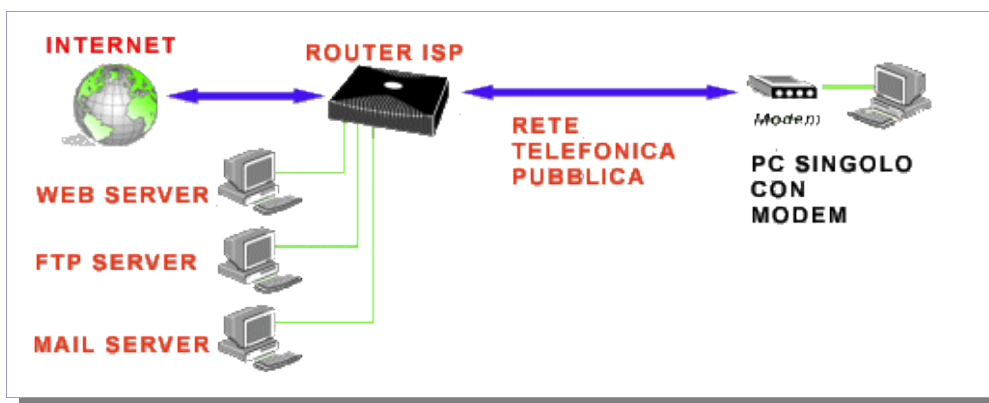 INTERNET
ROUTER ISP
RETE
TELEFONICA
PUBBLICA
Modem
PC SINGOLO
CON
MODEM
WEB SERVER
FTP SERVER
MAIL SERVER